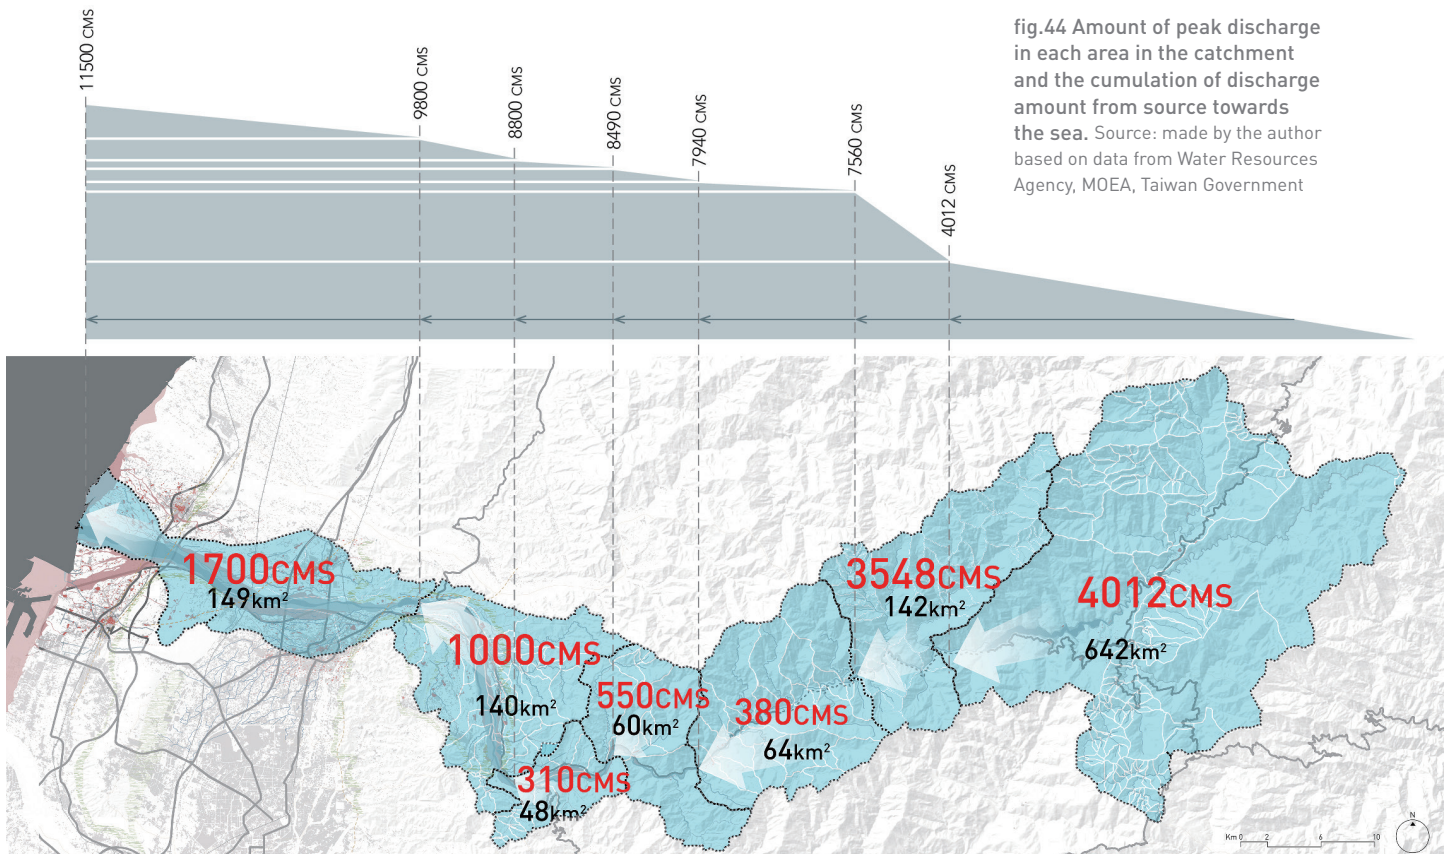 fig.44 Amount of peak discharge
in each area in the catchment
and the cumulation of discharge
amount from source towards
the sea. Source: made by the author
based on data from Water Resources
Agency, MOEA, Taiwan Government
11500 CMS
9800 CMS
8800 CMS
8490 CMS
7940 CMS
7560 CMS
4012 CMS
1700CMS
149km²
1000CMS
140km²
310CMS
48km²
550CMS
60km²
380CMS
64km²
3548CMS
142km²
4012CMS
642km²
Km 0 2 6 10
N